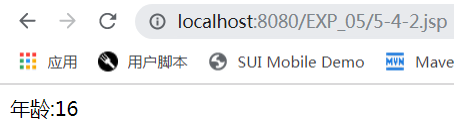 localhost:8080/EXP_05/5-4-2.jsp
应用 用户脚本 SUI Mobile Demo MVN Mave
年龄:16